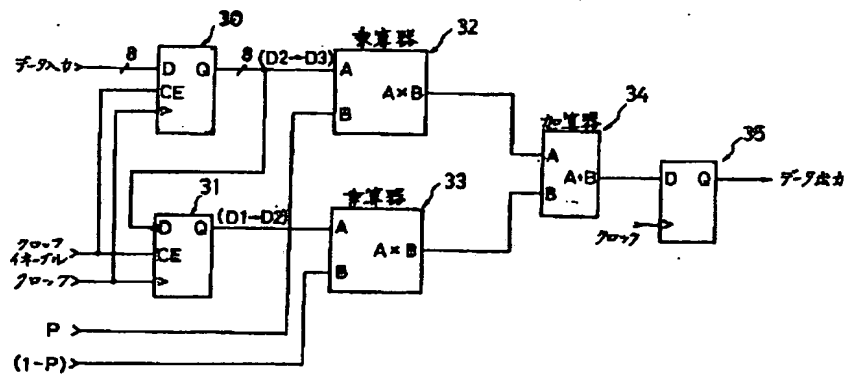 30
データ入力
8
D Q
8
(D2→D3)
CE
乗算器
32
A
B
A×B
加算器
34
A
B
A+B
35
D Q
データ出力
クロック
31
D Q
(D1→D2)
CE
乗算器
33
A
B
A×B
クロック
イネーブル
クロック
P
(1-P)